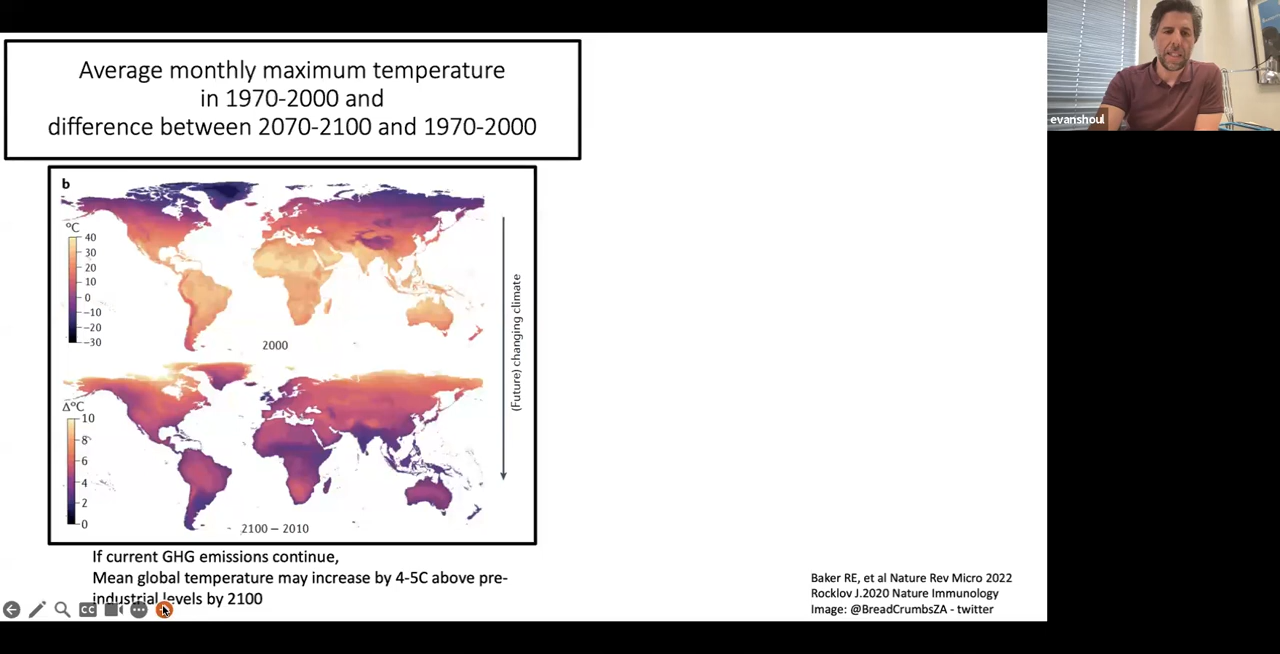 Average monthly maximum temperature
in 1970-2000 and
difference between 2070-2100 and 1970-2000
b
°C
40
30
20
10
0
−10
−20
−30
2000
(Future) changing climate
Δ°C
10
8
6
4
2
0
2100 – 2010
If current GHG emissions continue,
Mean global temperature may increase by 4-5C above pre-
industrial levels by 2100
CC
Baker RE, et al Nature Rev Micro 2022
Rocklov J.2020 Nature Immunology
Image: @BreadCrumbsZA - twitter
evanshoul